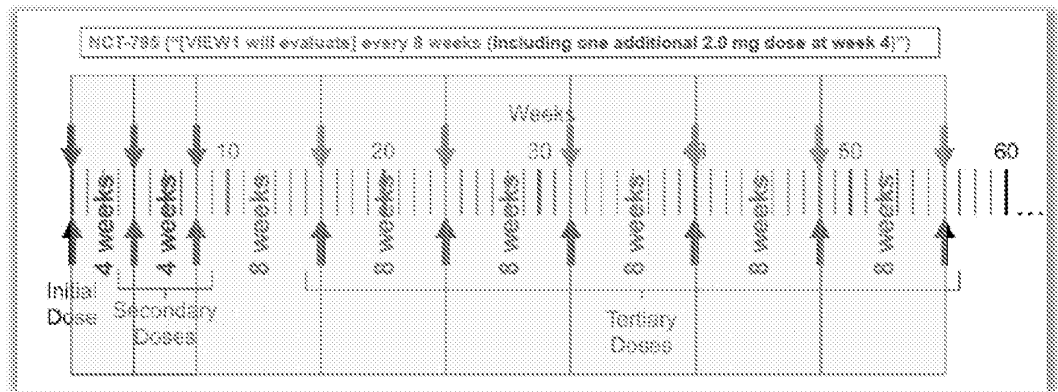 NCT-795 ("[VIEW1 will evaluate] every 8 weeks (including one additional 2.0 mg dose at week 4)")
Weeks
10 20 30 50 60
4 weeks 4 weeks 8 weeks 8 weeks 8 weeks 8 weeks 8 weeks 8 weeks
Initial
Dose
Secondary
Doses
Tertiary
Doses